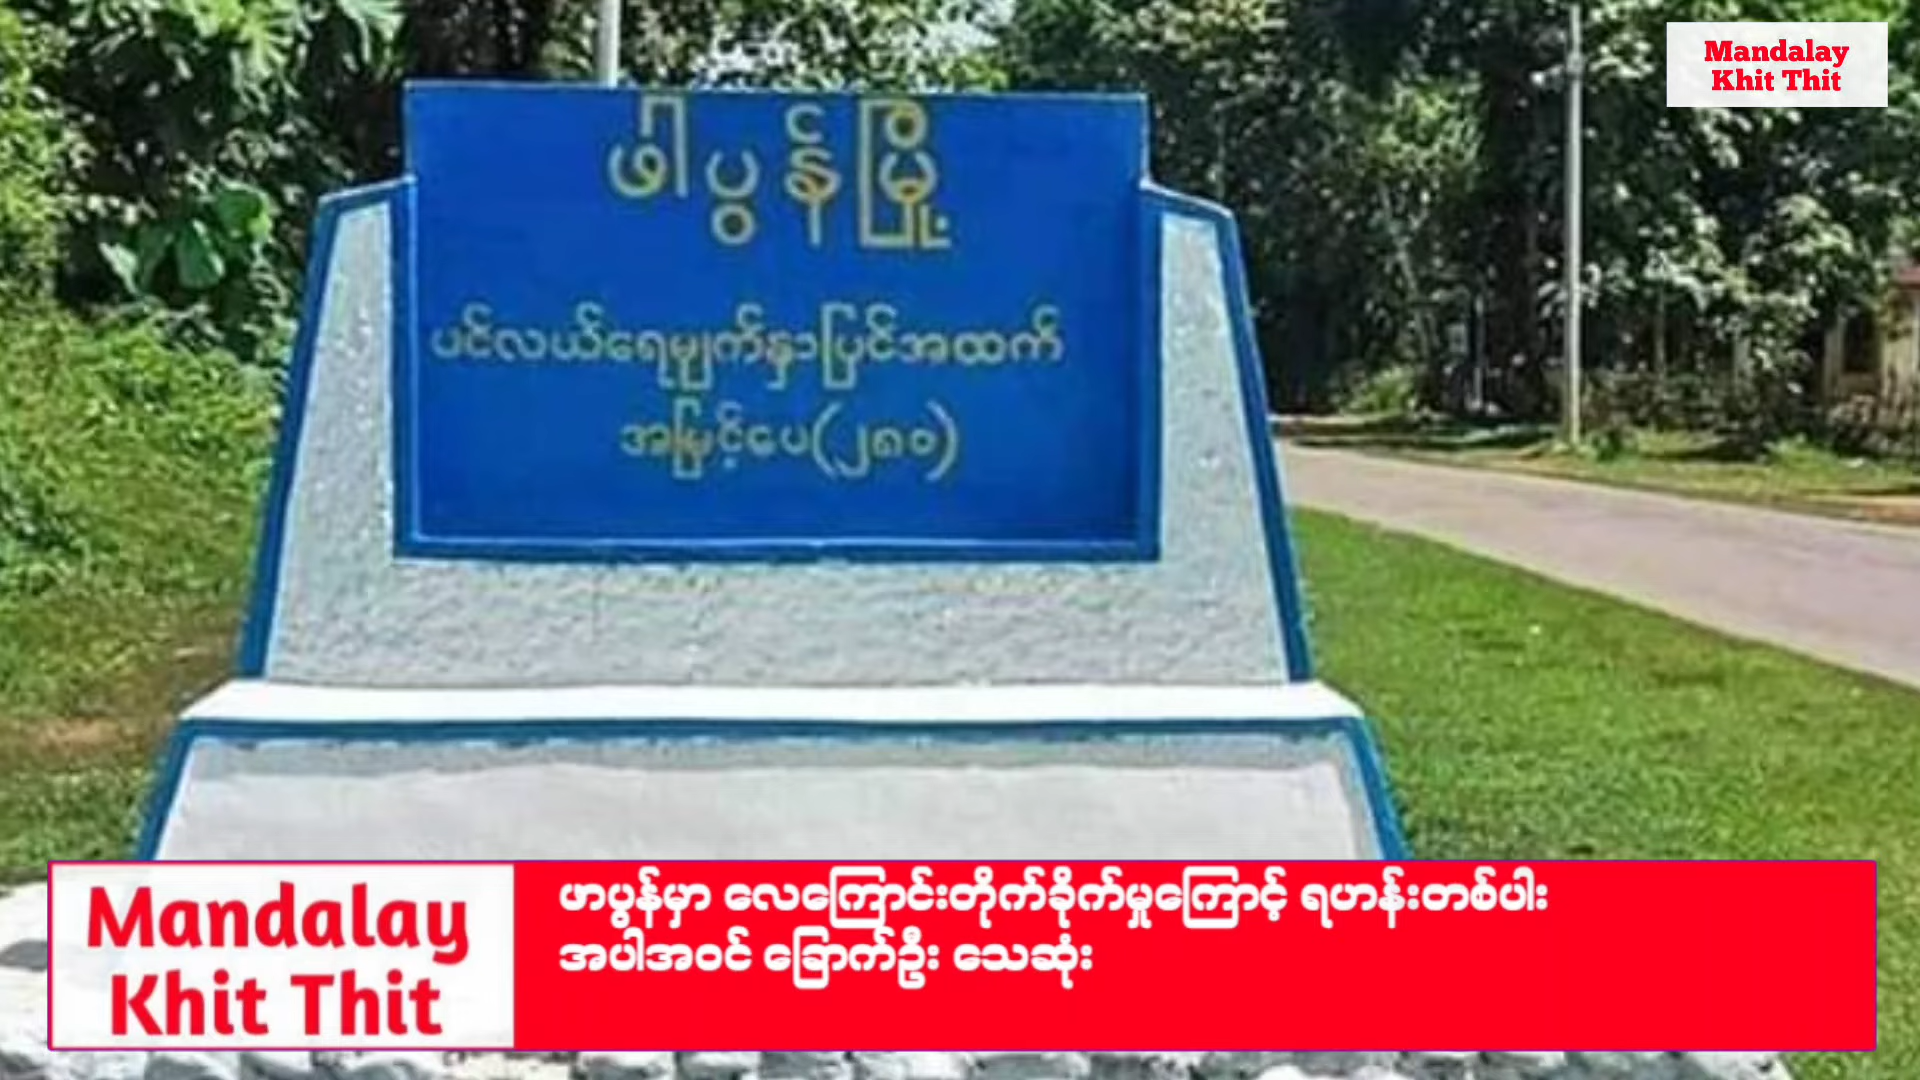 Mandalay
Khit Thit
ဖါပွန်မြို့
ပင်လယ်ရေမျက်နှာပြင်အထက်
အမြင့်ပေ(၂၈၀)
Mandalay
Khit Thit
ဖာပွန်မှာ လေကြောင်းတိုက်ခိုက်မှုကြောင့် ရဟန်းတစ်ပါး
အပါအဝင် ခြောက်ဦး သေဆုံး